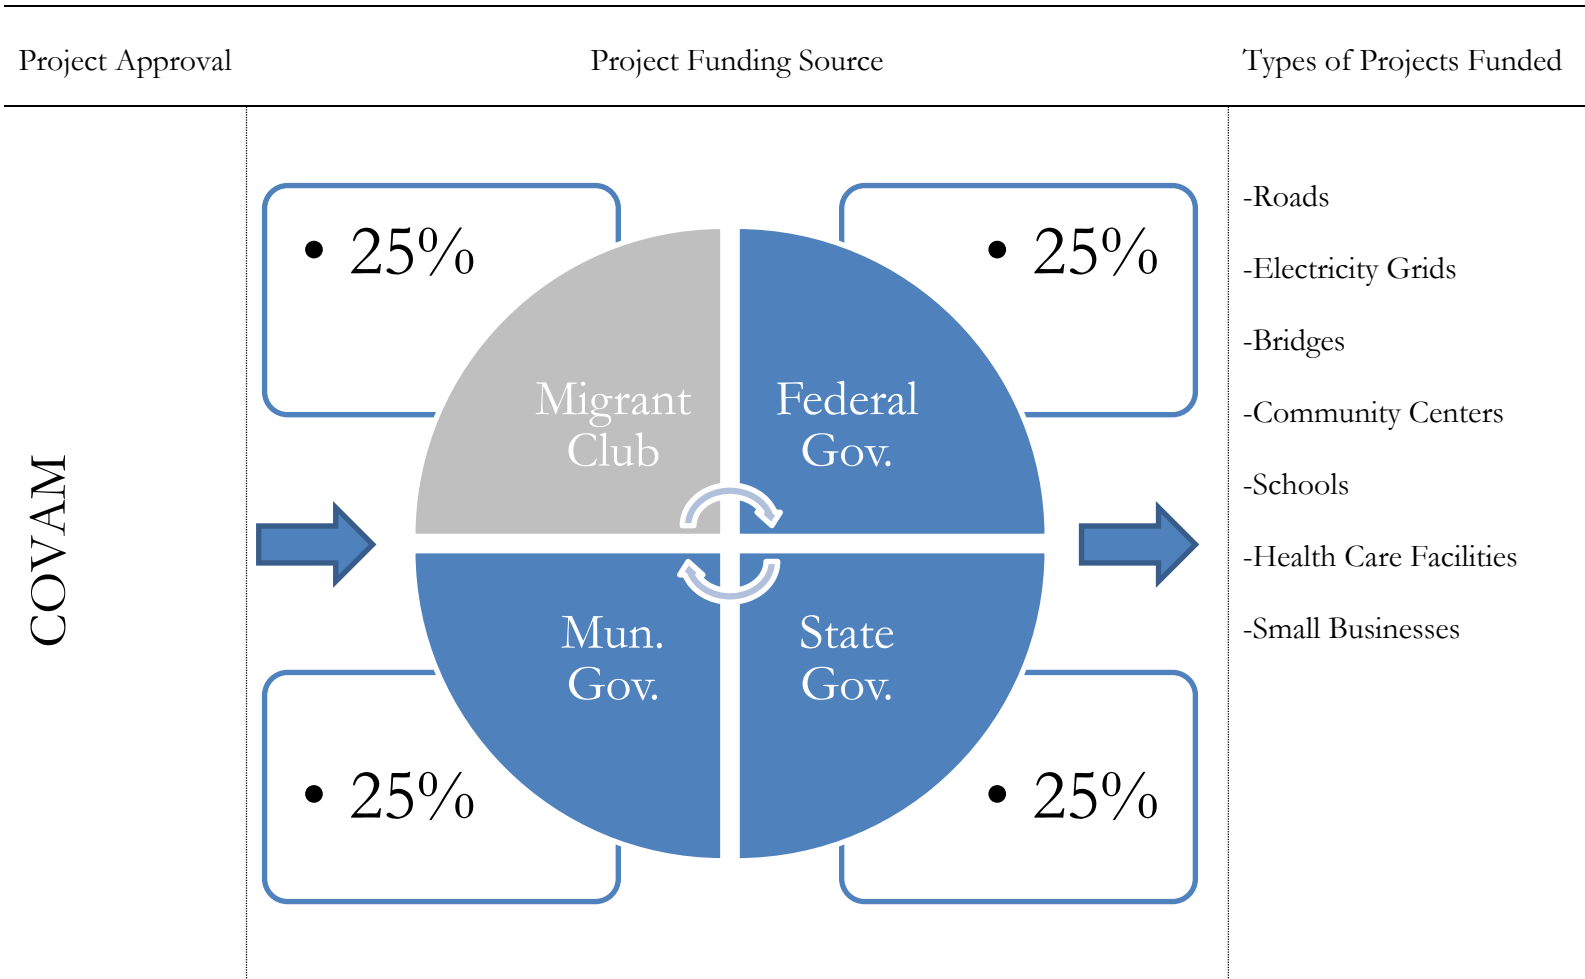 Project Approval
Project Funding Source
Types of Projects Funded
COVAM
• 25%
• 25%
Migrant
Club
Federal
Gov.
Mun.
Gov.
State
Gov.
• 25%
• 25%
-Roads
-Electricity Grids
-Bridges
-Community Centers
-Schools
-Health Care Facilities
-Small Businesses